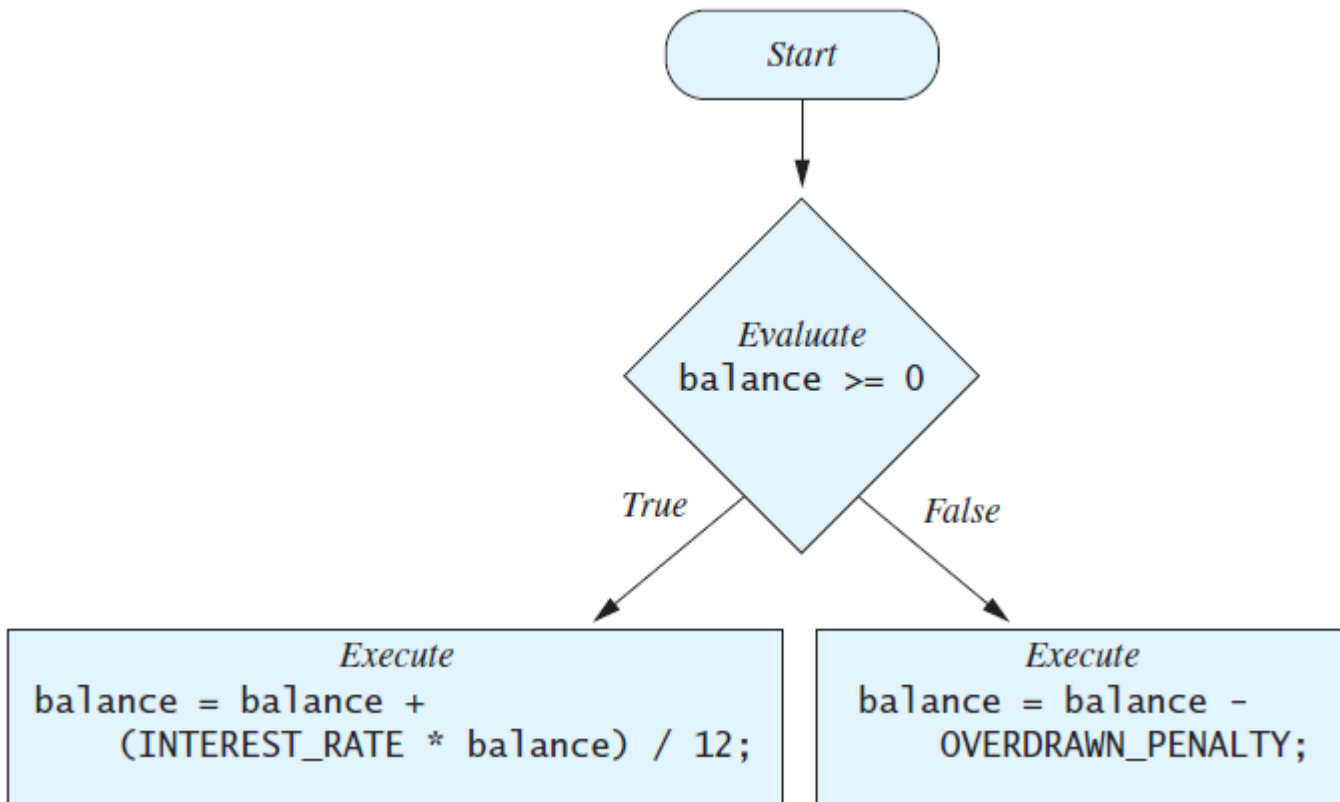 Start
Evaluate
balance >= 0
True
False
Execute
balance = balance +
(INTEREST_RATE * balance) / 12;
Execute
balance = balance -
OVERDRAWN_PENALTY;